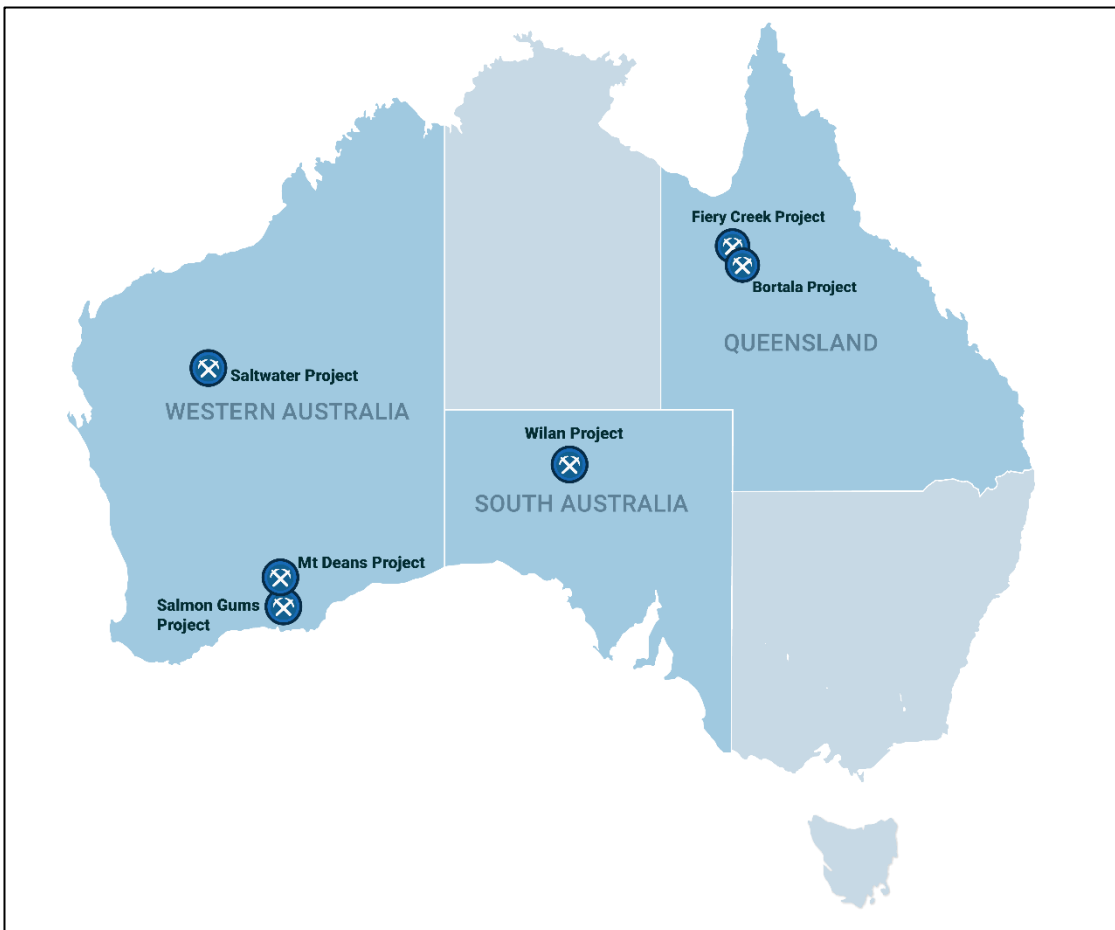 Fiery Creek Project
Bortala Project
QUEENSLAND
Saltwater Project
WESTERN AUSTRALIA
Wilan Project
SOUTH AUSTRALIA
Mt Deans Project
Salmon Gums
Project